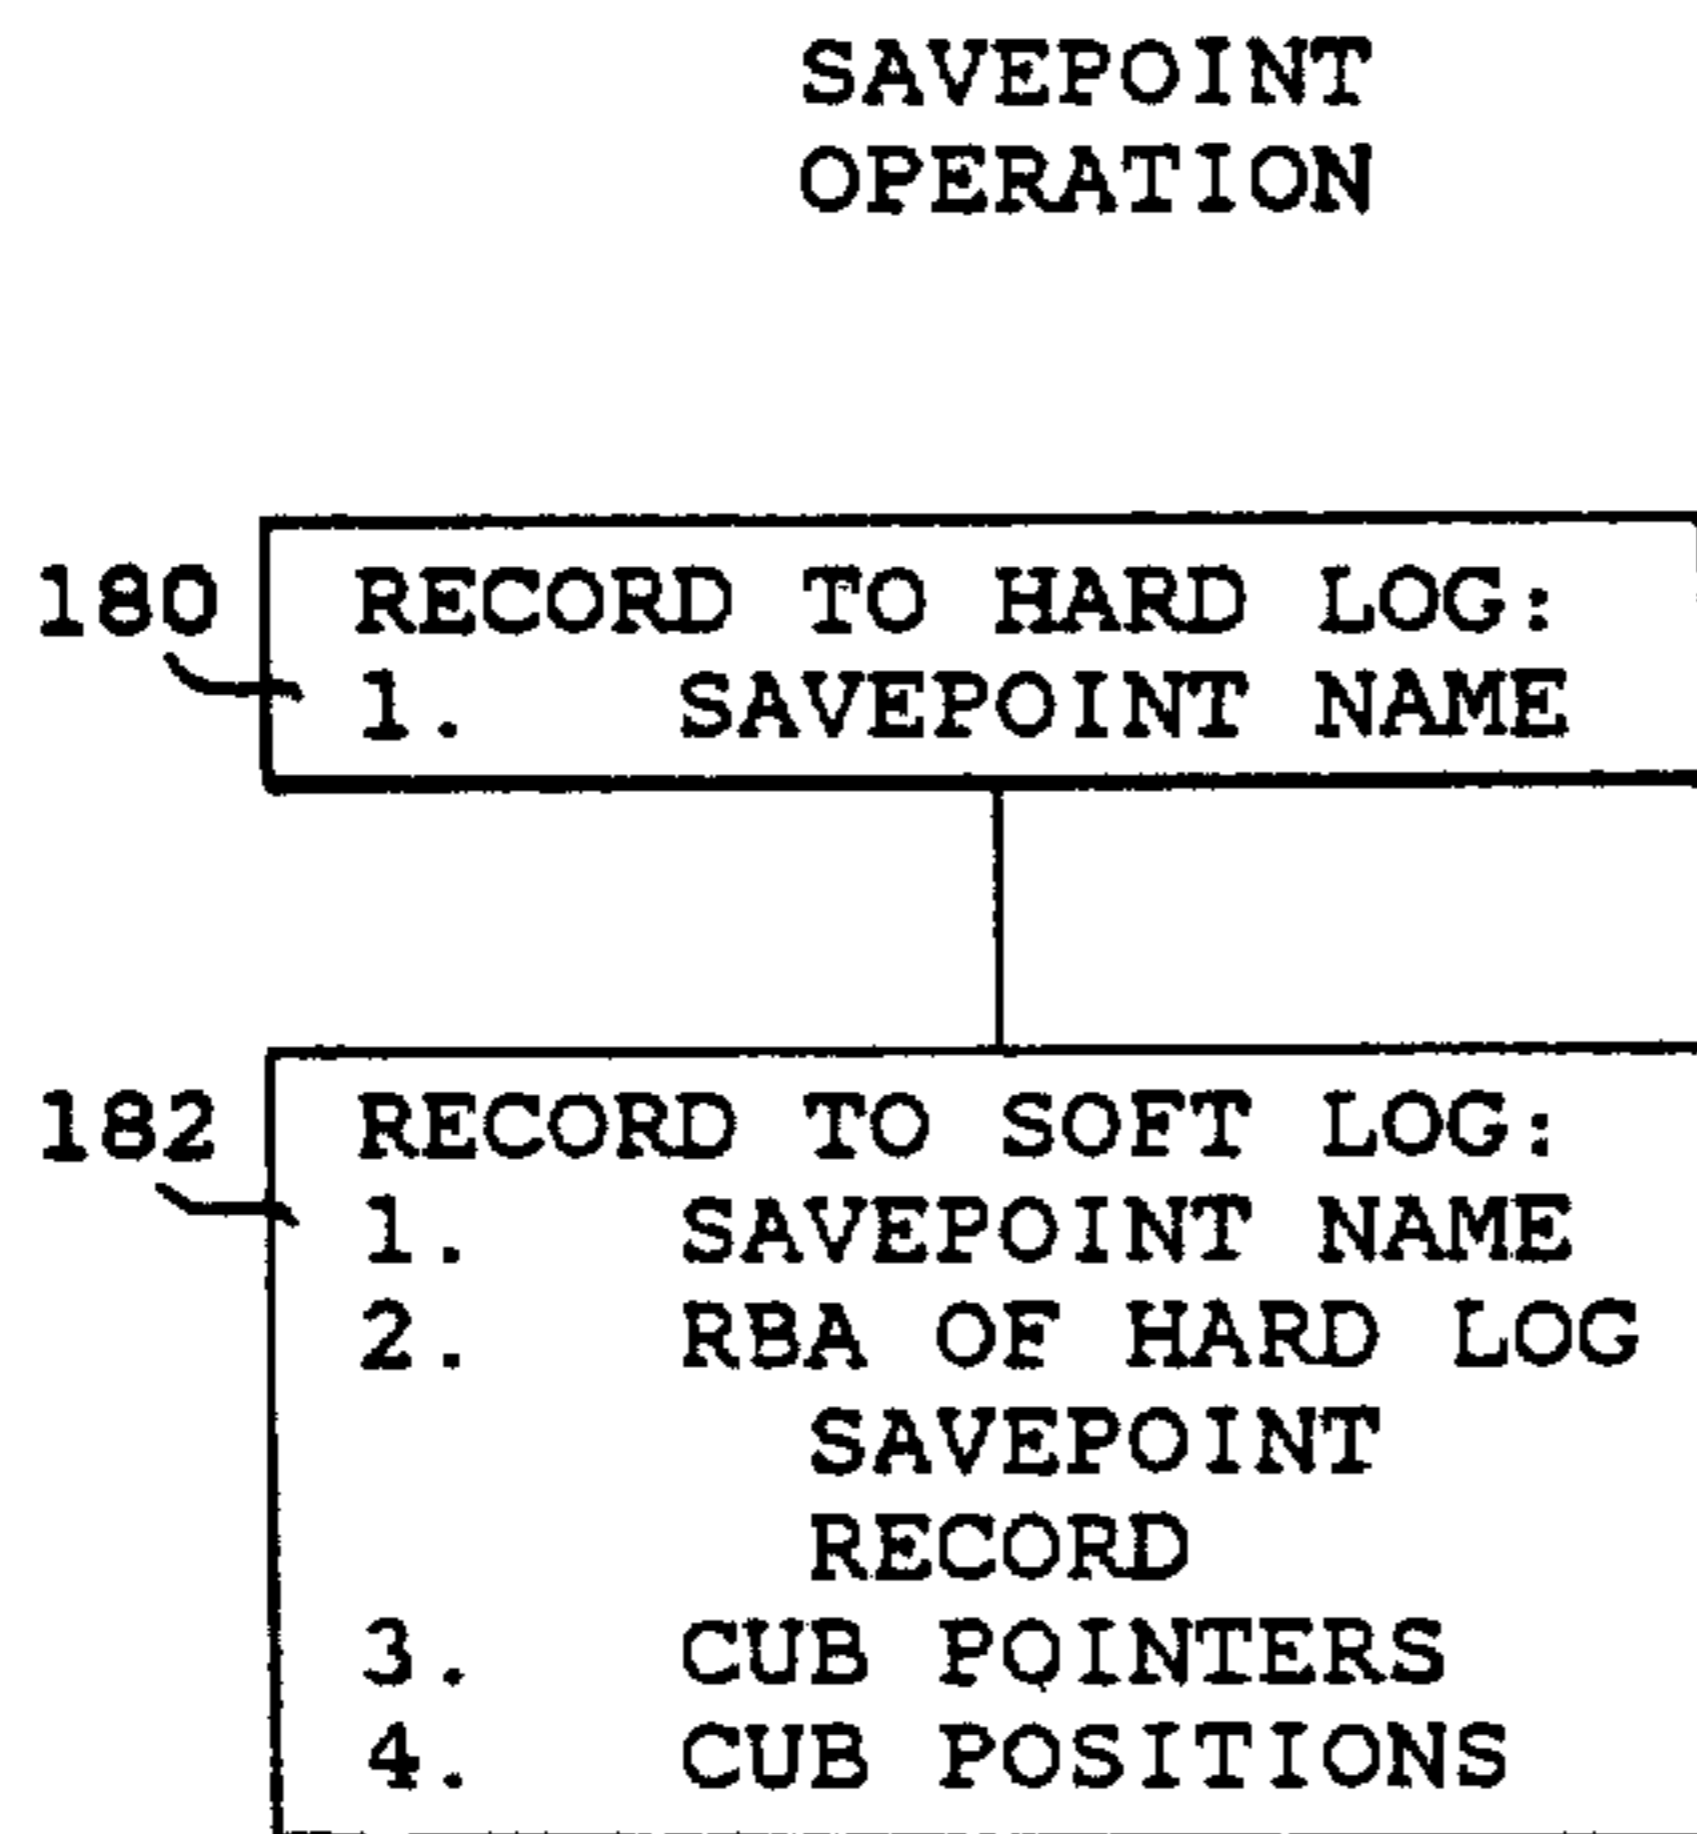 SAVEPOINT
OPERATION
180
RECORD TO HARD LOG:
1. SAVEPOINT NAME
182
RECORD TO SOFT LOG:
1. SAVEPOINT NAME
2. RBA OF HARD LOG
SAVEPOINT
RECORD
3. CUB POINTERS
4. CUB POSITIONS